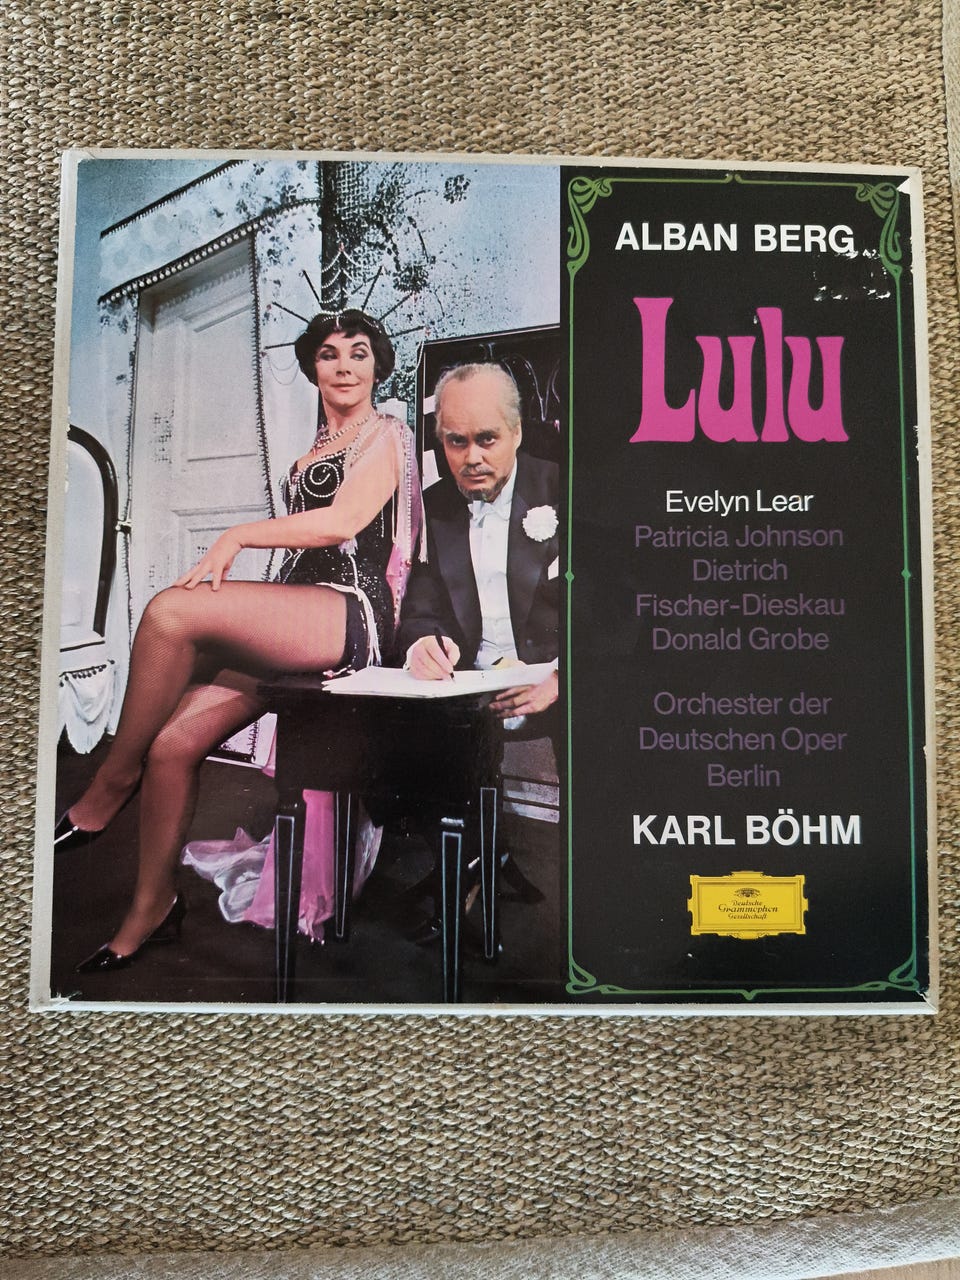 ALBAN BERG
Lulu
Evelyn Lear
Patricia Johnson
Dietrich
Fischer-Dieskau
Donald Grobe
Orchester der
Deutschen Oper
Berlin
KARL BÖHM
Deutsche
Grammophon
Gesellschaft